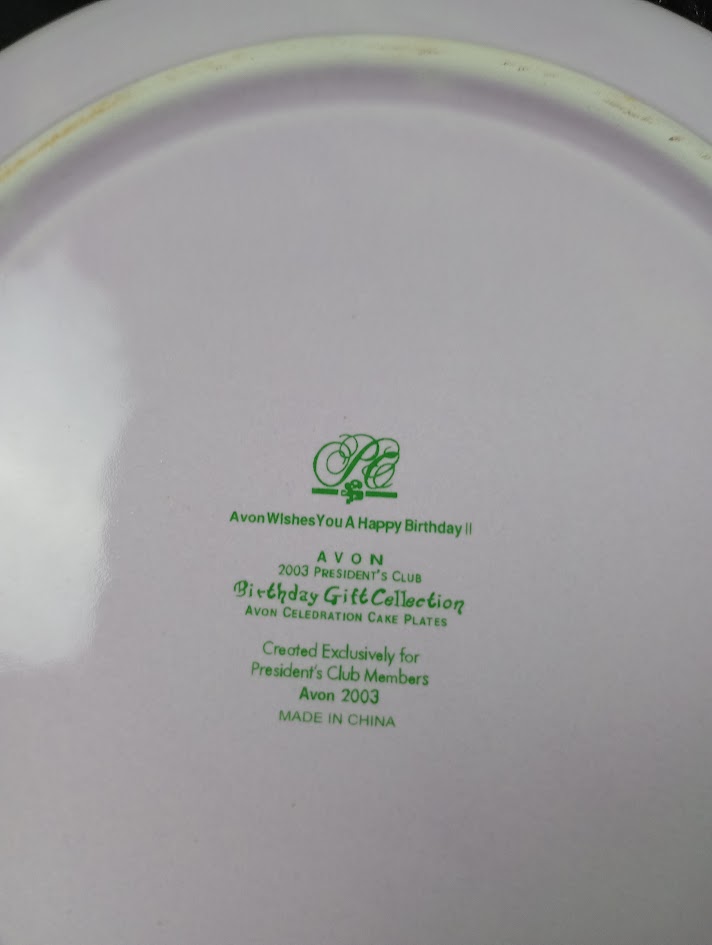 PC
Avon WIshes You A Happy Birthday !!
AVON
2003 PRESIDENT'S CLUB
Birthday Gift Collection
AVON CELEDRATION CAKE PLATES
Created Exclusively for
President's Club Members
Avon 2003
MADE IN CHINA